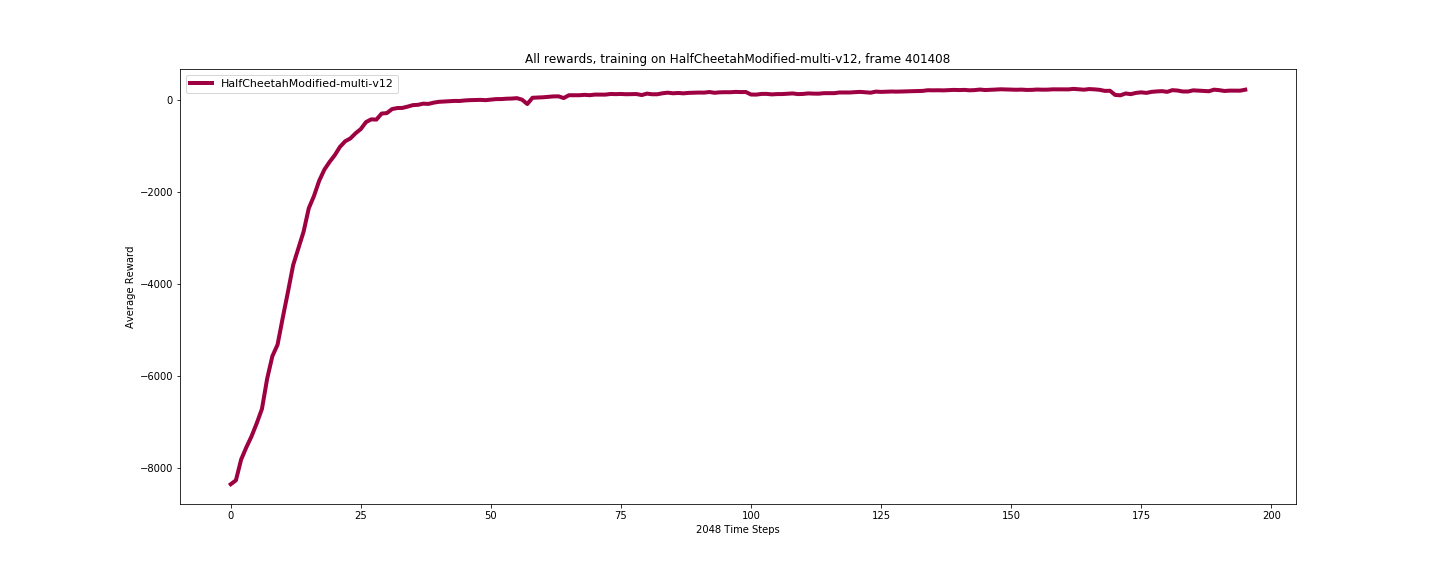 All rewards, training on HalfCheetahModified-multi-v12, frame 401408
HalfCheetahModified-multi-v12
0
−2000
−4000
−6000
−8000
Average Reward
0 25 50 75 100 125 150 175 200
2048 Time Steps